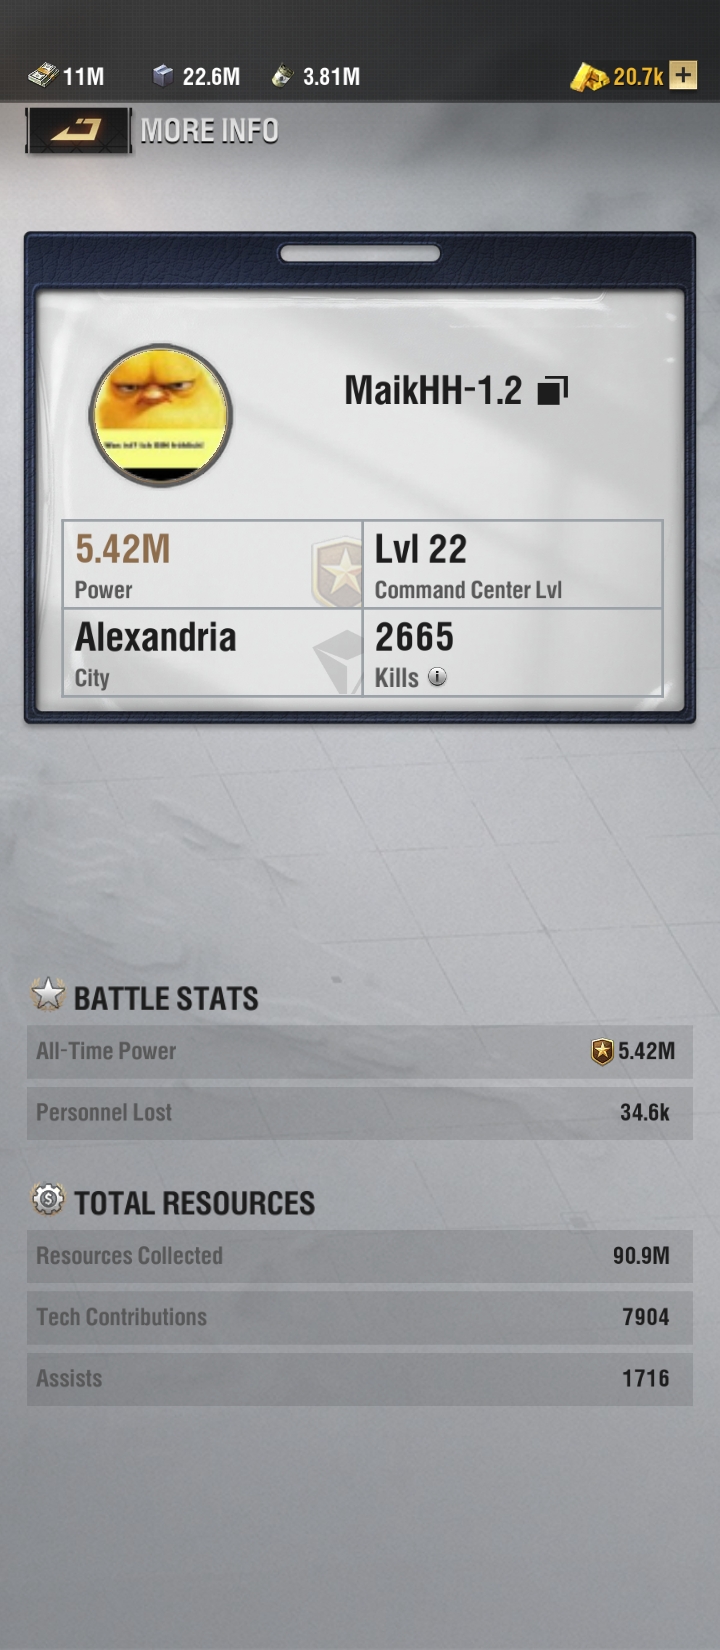 11M 22.6M 3.81M 20.7k
MORE INFO
MaikHH-1.2
5.42M
Power
Lvl 22
Command Center Lvl
Alexandria
City
2665
Kills
BATTLE STATS
All-Time Power 5.42M
Personnel Lost 34.6k
TOTAL RESOURCES
Resources Collected 90.9M
Tech Contributions 7904
Assists 1716